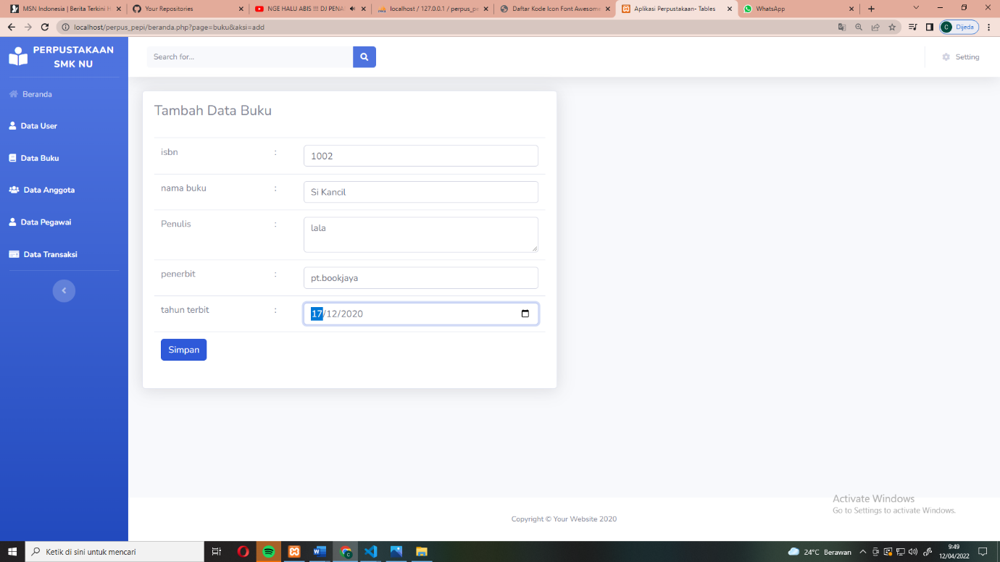 MSN Indonesia | Berita Terkini H
Your Repositories
NGE HALU ABIS !!! DJ PENA
localhost / 127.0.0.1 / perpus_pe
Daftar Kode Icon Font Awesome
Aplikasi Perpustakaan- Tables
WhatsApp
localhost/perpus_pepi/beranda.php?page=buku&aksi=add
C
Dijeda
PERPUSTAKAAN
SMK NU
Search for...
Setting
Beranda
Data User
Data Buku
Data Anggota
Data Pegawai
Data Transaksi
Tambah Data Buku
isbn : 1002
nama buku : Si Kancil
Penulis : lala
penerbit : pt.bookjaya
tahun terbit : 17/12/2020
Simpan
Activate Windows
Go to Settings to activate Windows.
Copyright © Your Website 2020
Ketik di sini untuk mencari
24°C Berawan
9:49
12/04/2022